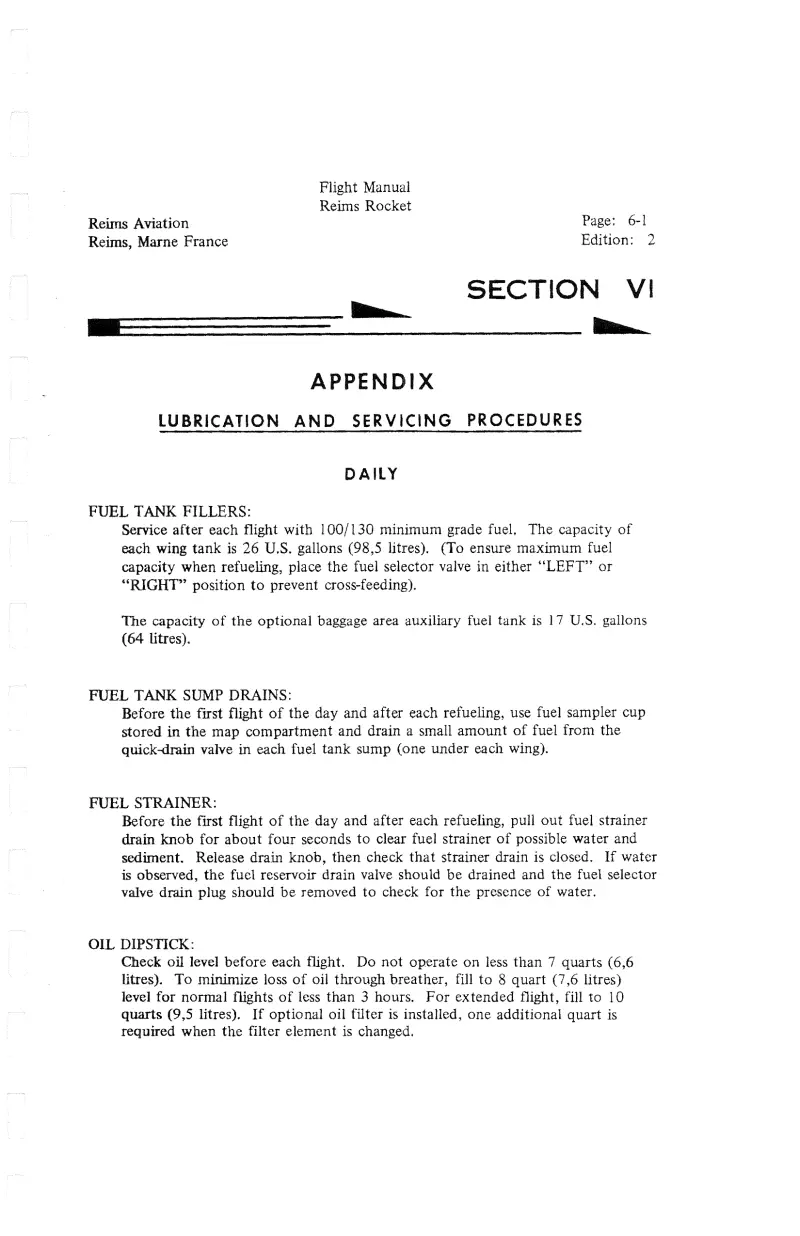 Flight Manual
Reims Rocket
Reims Aviation
Reims, Marne France
Page: 6-1
Edition: 2
SECTION VI
APPENDIX
LUBRICATION AND SERVICING PROCEDURES
DAILY
FUEL TANK FILLERS:
Service after each flight with 100/130 minimum grade fuel. The capacity of
each wing tank is 26 U.S. gallons (98,5 litres). (To ensure maximum fuel
capacity when refueling, place the fuel selector valve in either “LEFT” or
“RIGHT” position to prevent cross-feeding).
The capacity of the optional baggage area auxiliary fuel tank is 17 U.S. gallons
(64 litres).
FUEL TANK SUMP DRAINS:
Before the first flight of the day and after each refueling, use fuel sampler cup
stored in the map compartment and drain a small amount of fuel from the
quick-drain valve in each fuel tank sump (one under each wing).
FUEL STRAINER:
Before the first flight of the day and after each refueling, pull out fuel strainer
drain knob for about four seconds to clear fuel strainer of possible water and
sediment. Release drain knob, then check that strainer drain is closed. If water
is observed, the fuel reservoir drain valve should be drained and the fuel selector
valve drain plug should be removed to check for the presence of water.
OIL DIPSTICK:
Check oil level before each flight. Do not operate on less than 7 quarts (6,6
litres). To minimize loss of oil through breather, fill to 8 quart (7,6 litres)
level for normal flights of less than 3 hours. For extended flight, fill to 10
quarts (9,5 litres). If optional oil filter is installed, one additional quart is
required when the filter element is changed.